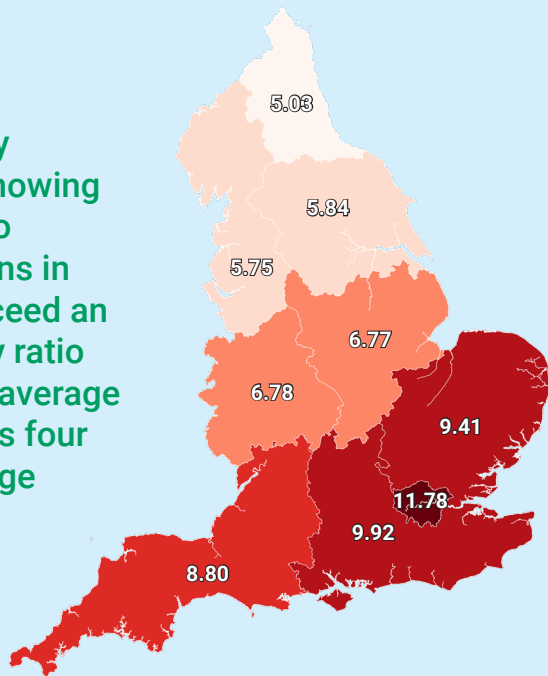 nowing
ns in
ceed an
ratio
average
s four
ge
5.03
5.84
5.75
6.77
6.78
9.41
11.78
9.92
8.80